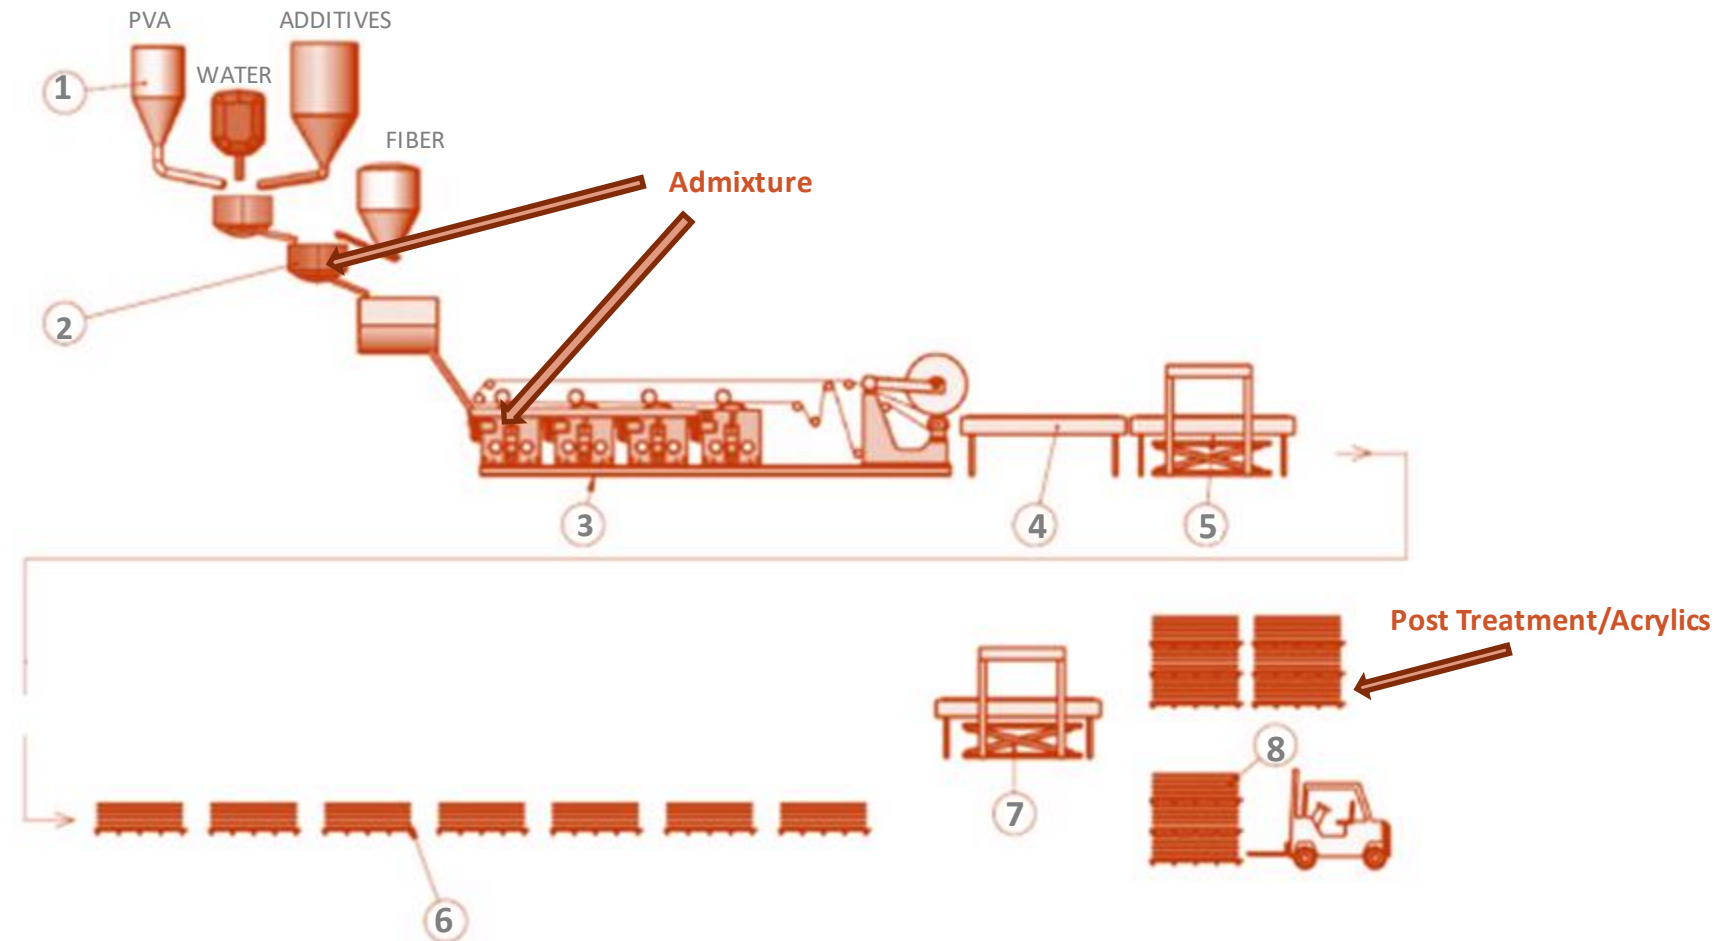 PVA
ADDITIVES
WATER
1
FIBER
Admixture
2
3
4
5
Post Treatment/Acrylics
8
7
6